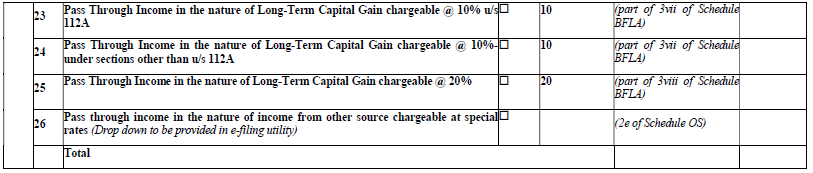 23 Pass Through Income in the nature of Long-Term Capital Gain chargeable @ 10% u/s ☐ 10 (part of 3vii of Schedule
112A BFLA)
24 Pass Through Income in the nature of Long-Term Capital Gain chargeable @ 10%- ☐ 10 (part of 3vii of Schedule
under sections other than u/s 112A BFLA)
25 Pass Through Income in the nature of Long-Term Capital Gain chargeable @ 20% ☐ 20 (part of 3viii of Schedule
BFLA)
26 Pass through income in the nature of income from other source chargeable at special ☐ (2e of Schedule OS)
rates (Drop down to be provided in e-filing utility)
Total